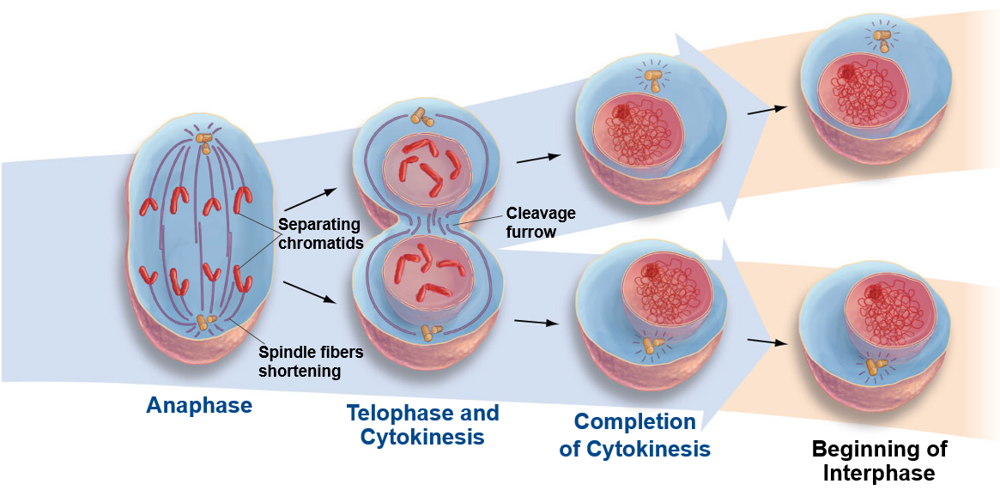 Cleavage
furrow
Separating
chromatids
Spindle fibers
shortening
Anaphase
Telophase and
Cytokinesis
Completion
of Cytokinesis
Beginning of
Interphase